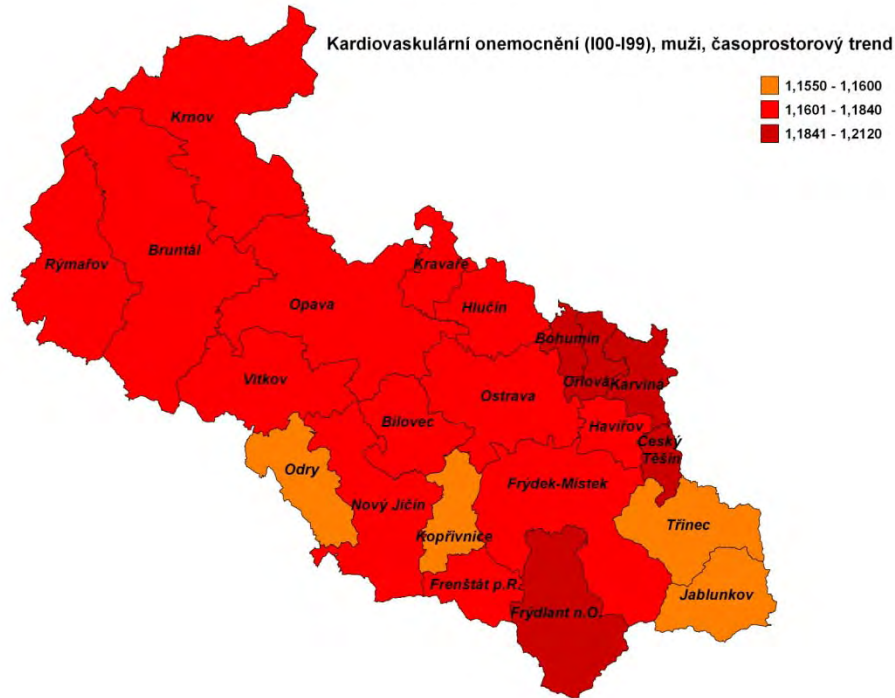 Kardiovaskulární onemocnění (I00-I99), muži, časoprostorový trend
1,1550 - 1,1600
1,1601 - 1,1840
1,1841 - 1,2120
Krnov
Bruntál
Rýmařov
Kravaře
Opava
Hlučín
Bohumín
Vítkov
Orlová
Karviná
Ostrava
Bílovec
Havířov
Český
Těšín
Odry
Frýdek-Místek
Nový Jičín
Třinec
Kopřivnice
Frenštát p.R.
Jablunkov
Frýdlant n.O.